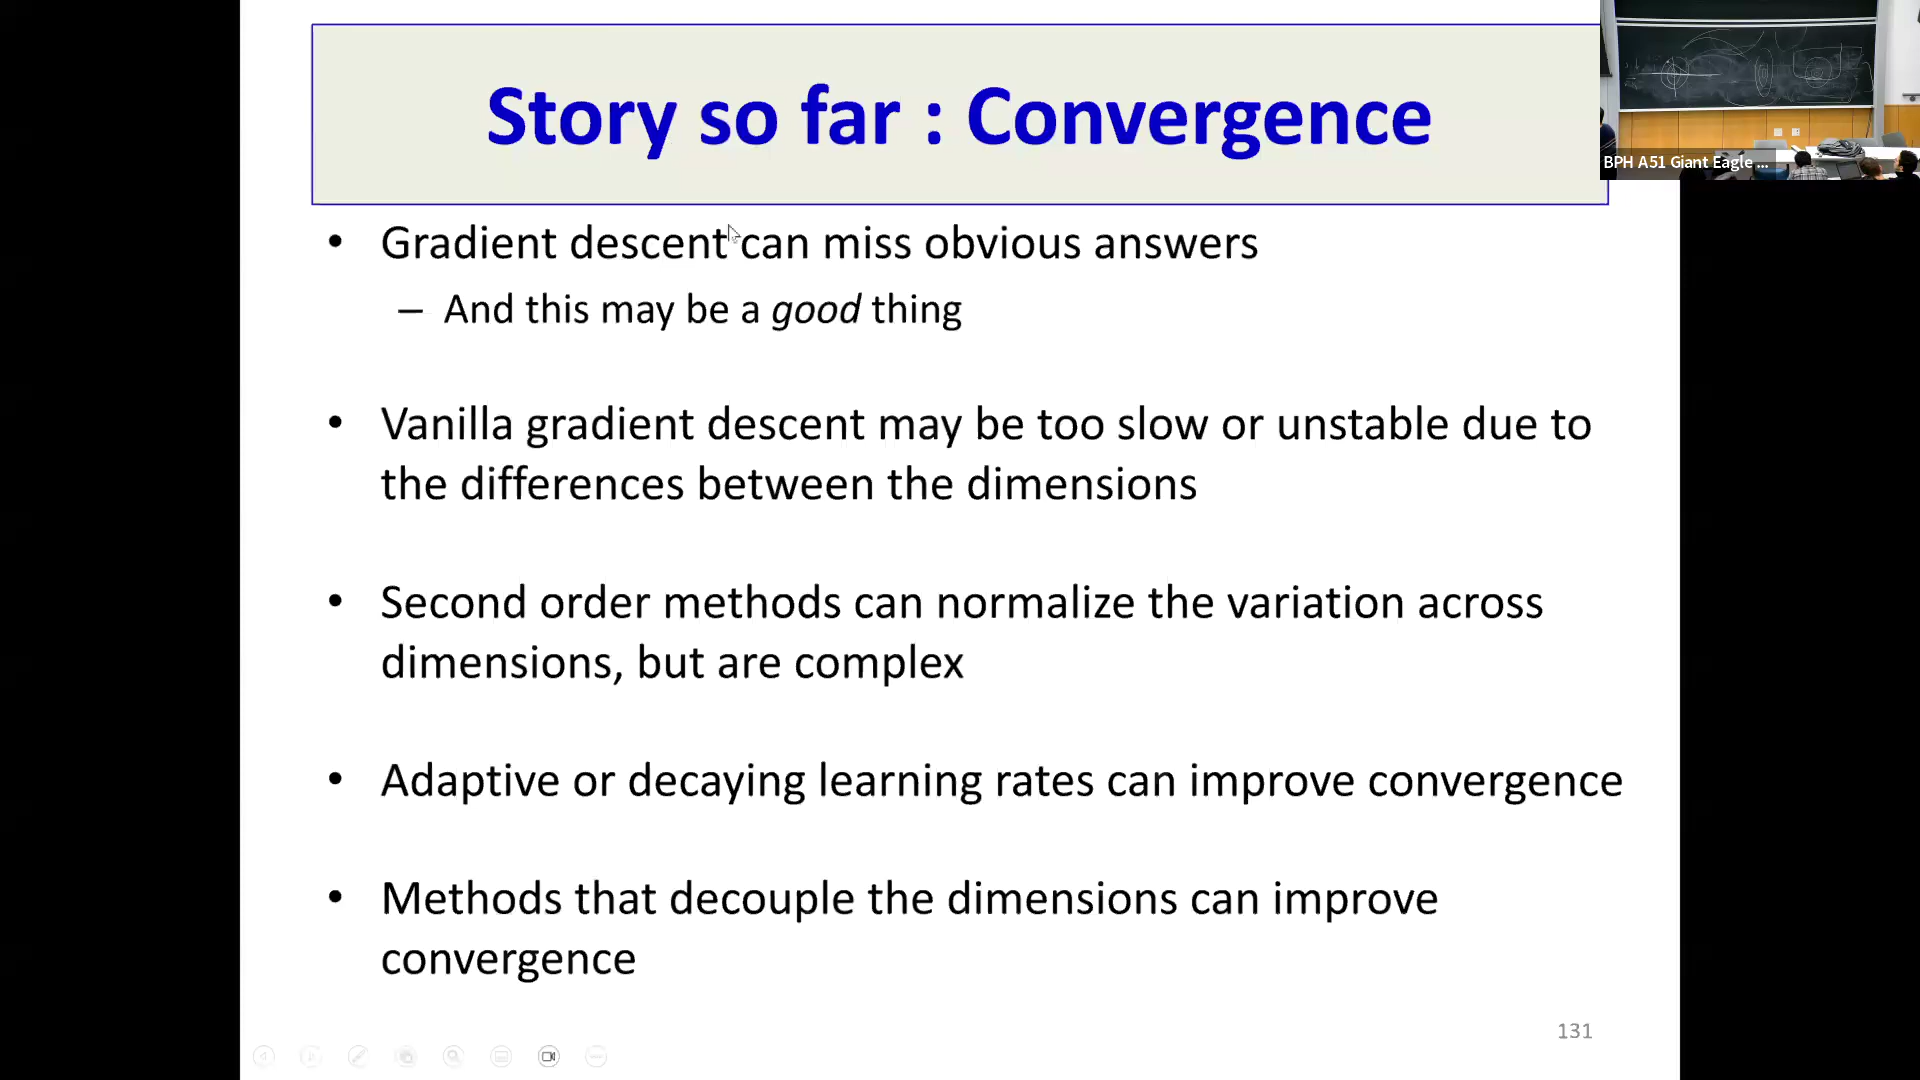 Story so far : Convergence
BPH A51 Giant Eagle ...
• Gradient descent can miss obvious answers
– And this may be a good thing
• Vanilla gradient descent may be too slow or unstable due to
the differences between the dimensions
• Second order methods can normalize the variation across
dimensions, but are complex
• Adaptive or decaying learning rates can improve convergence
• Methods that decouple the dimensions can improve
convergence
131